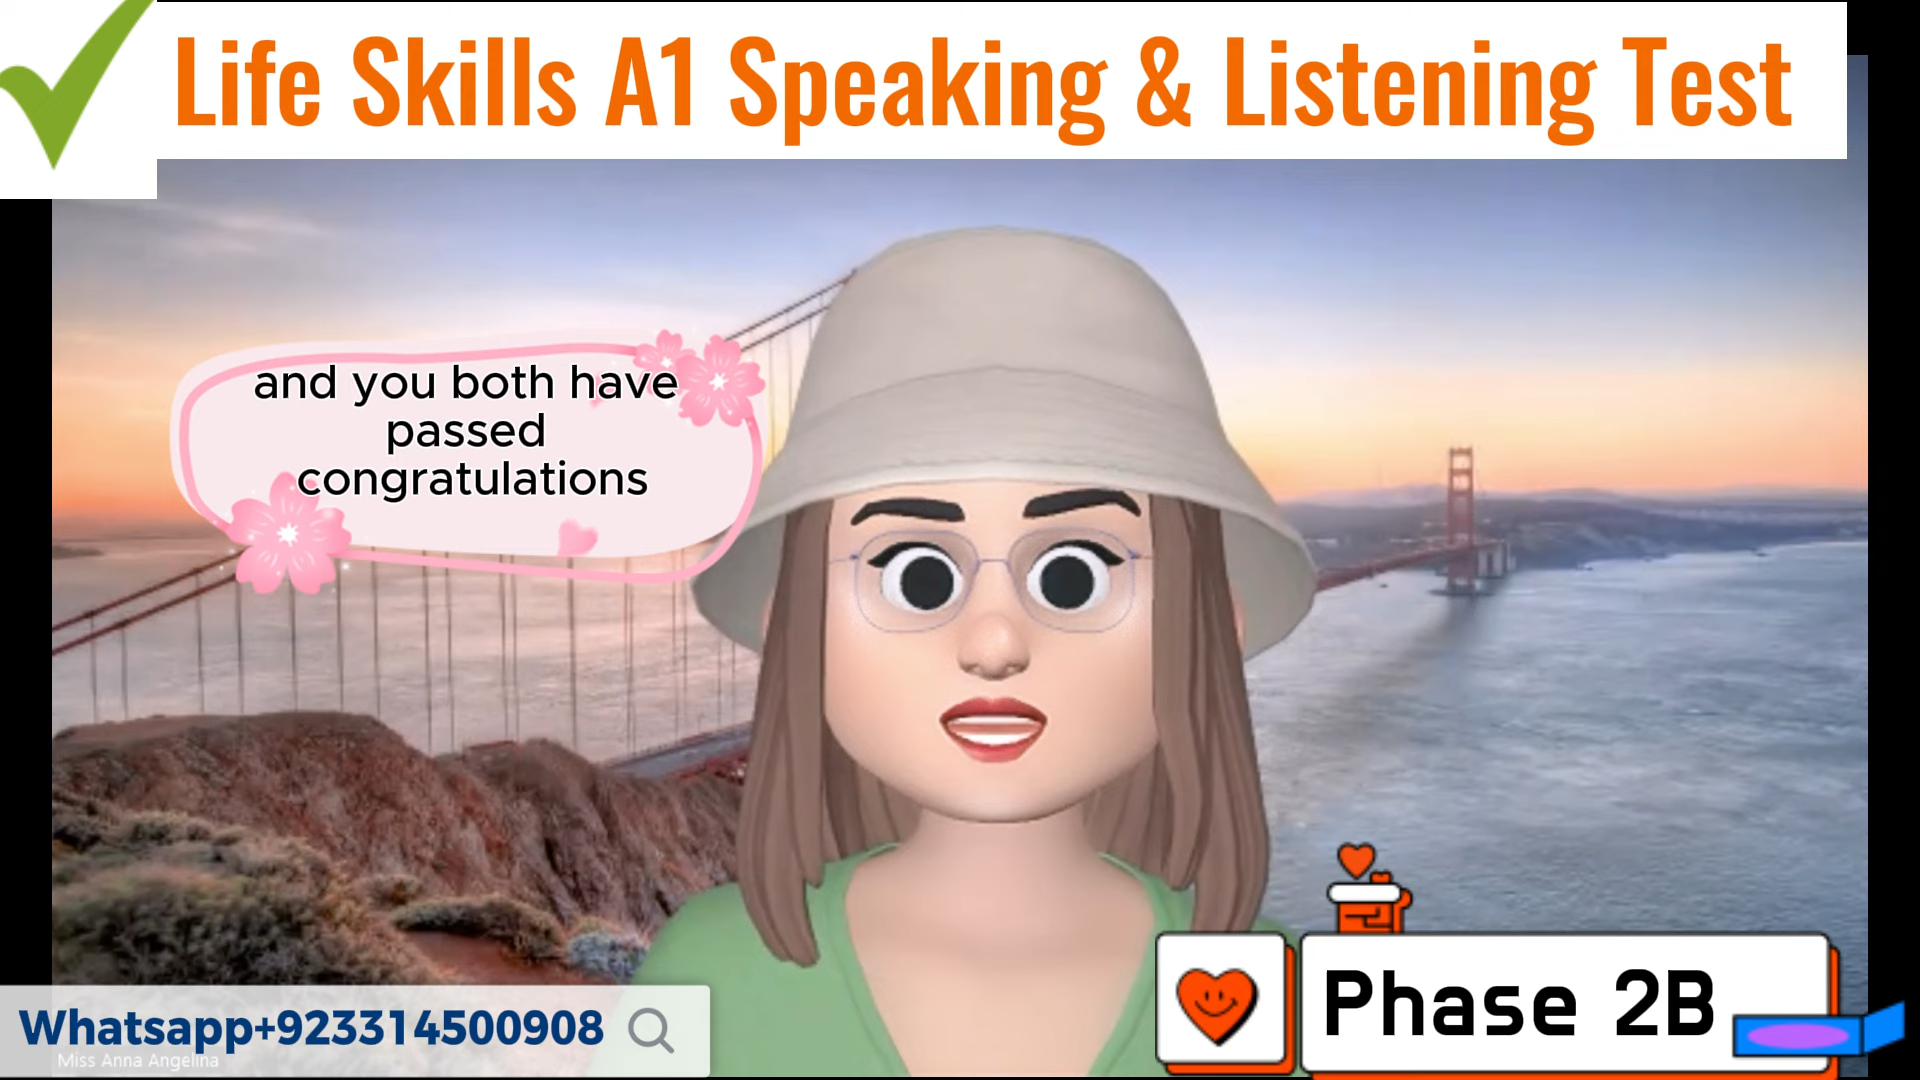 Life Skills A1 Speaking & Listening Test
and you both have
passed
congratulations
Phase 2B
Whatsapp+923314500908
Miss Anna Angelina